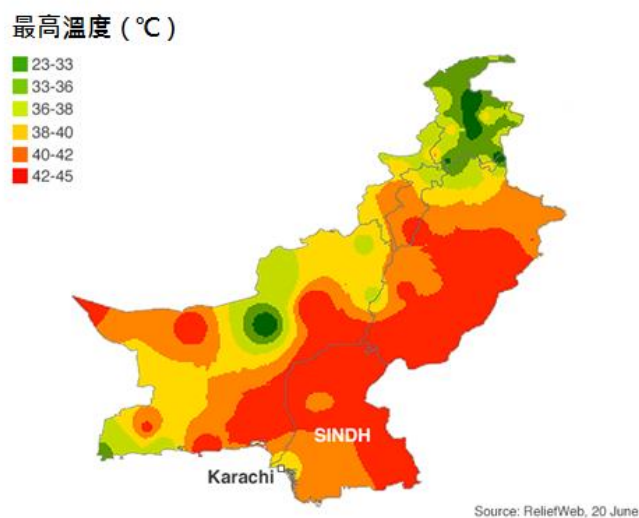 最高溫度 ( ℃ )
23-33
33-36
36-38
38-40
40-42
42-45
SINDH
Karachi
Source: ReliefWeb, 20 June